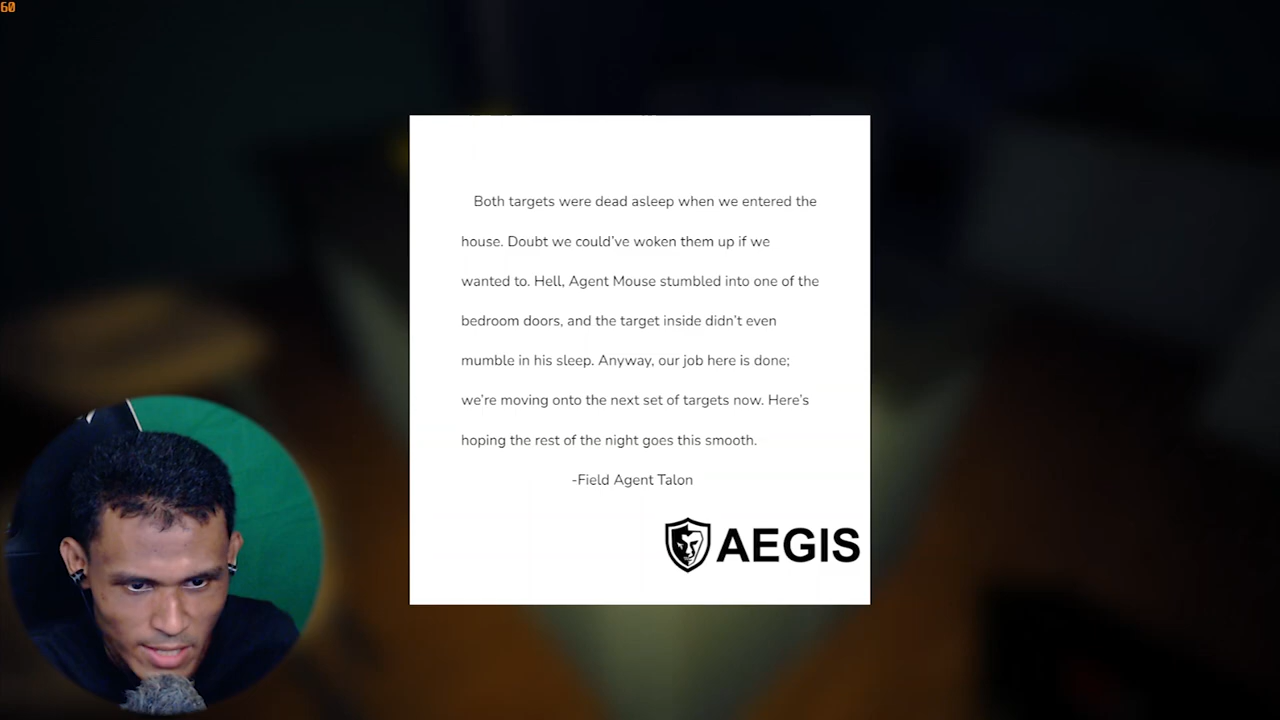 60
Both targets were dead asleep when we entered the
house. Doubt we could’ve woken them up if we
wanted to. Hell, Agent Mouse stumbled into one of the
bedroom doors, and the target inside didn’t even
mumble in his sleep. Anyway, our job here is done;
we’re moving onto the next set of targets now. Here’s
hoping the rest of the night goes this smooth.
-Field Agent Talon
AEGIS